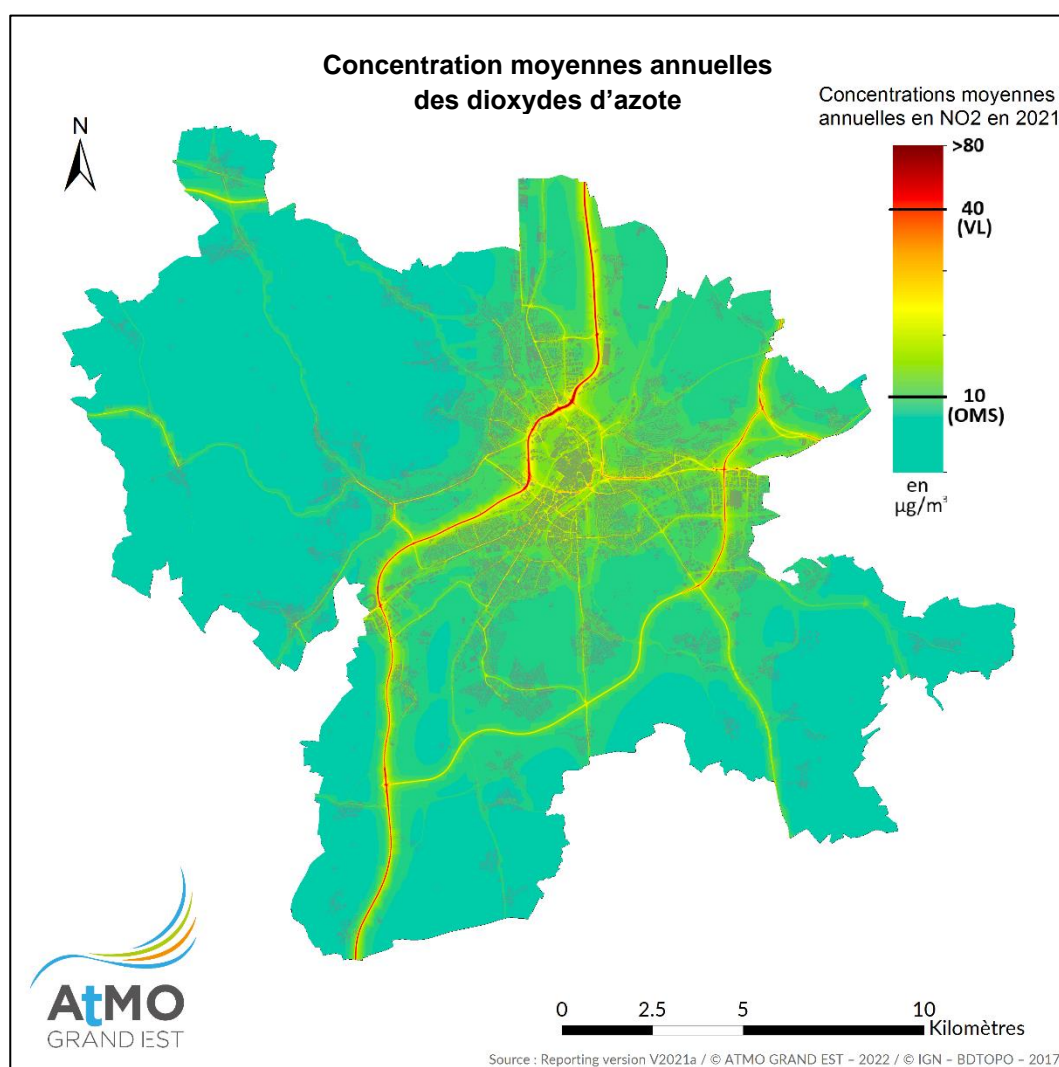 Concentration moyennes annuelles
des dioxydes d’azote
Concentrations moyennes
annuelles en NO2 en 2021
N
>80
40
(VL)
10
(OMS)
en
µg/m³
AtMO
GRAND EST
0 2.5 5 10
Kilomètres
Source : Reporting version V2021a / © ATMO GRAND EST – 2022 / © IGN – BDTOPO – 2017